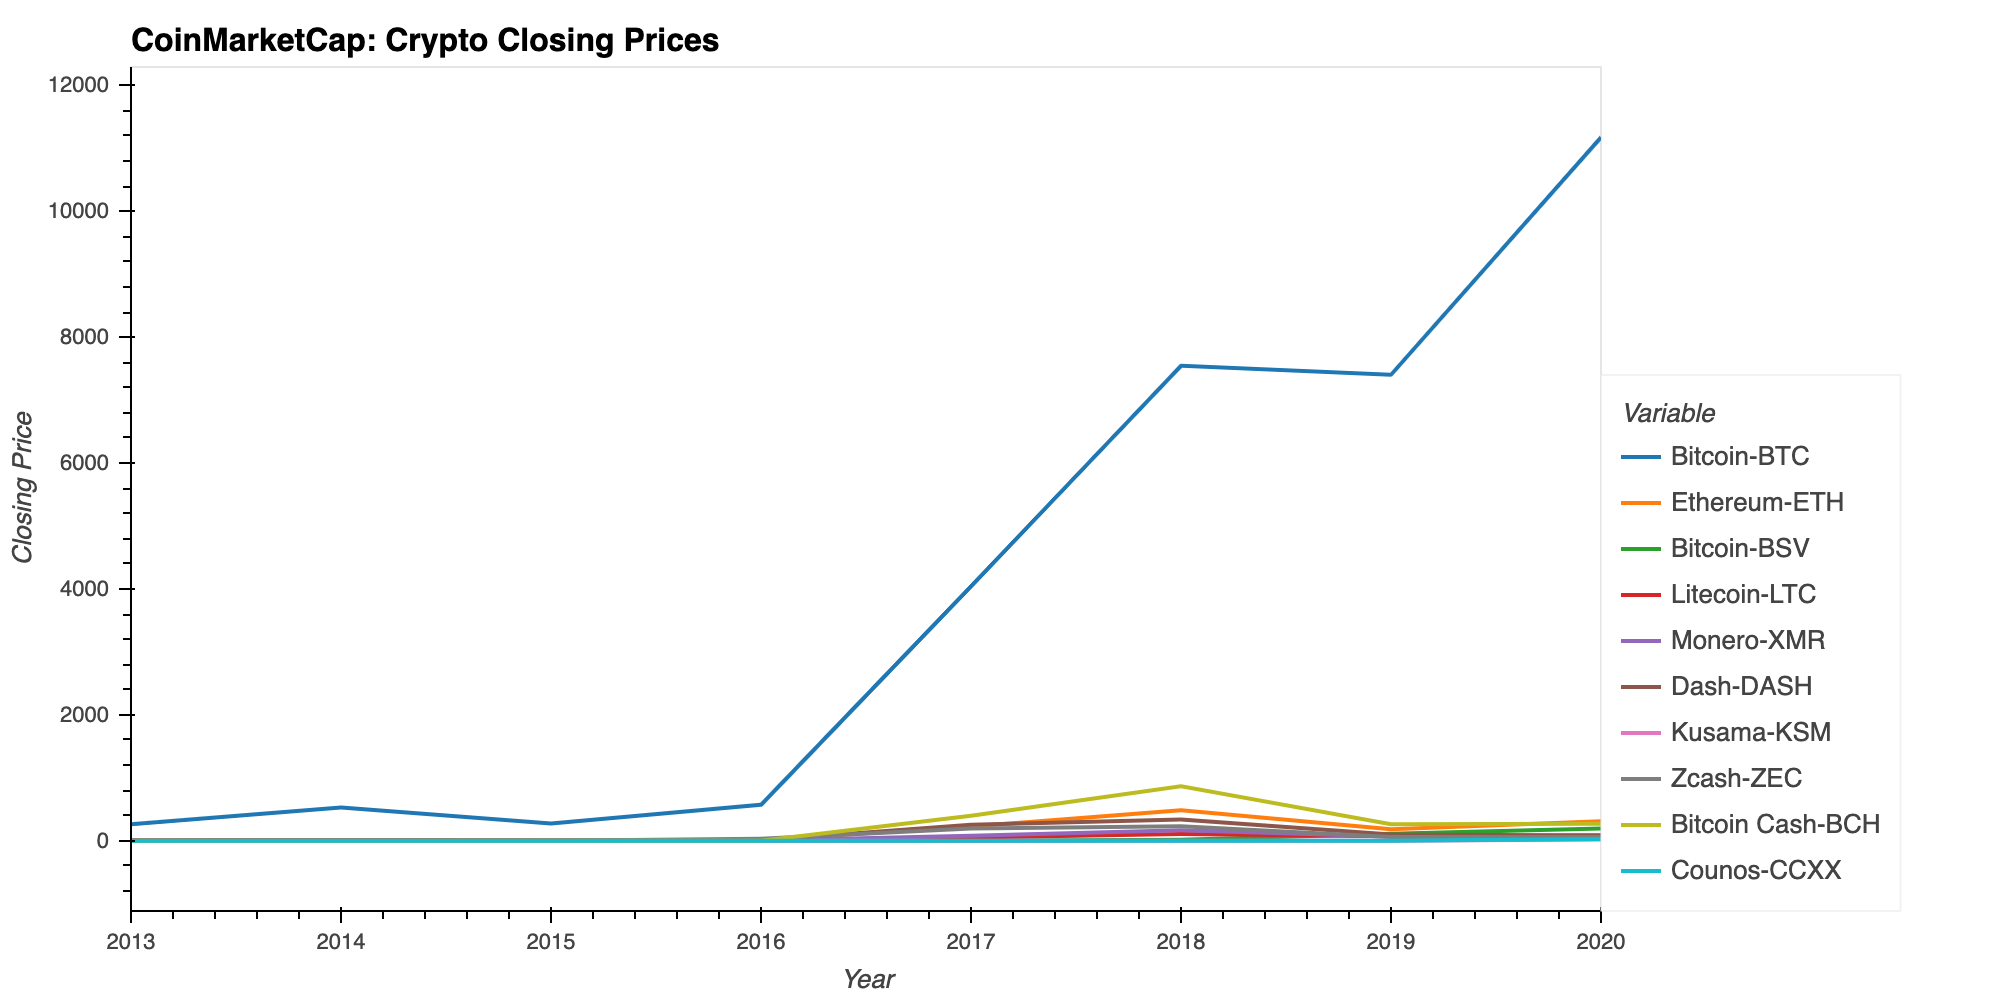 CoinMarketCap: Crypto Closing Prices
12000
10000
8000
6000
4000
2000
0
Closing Price
2013 2014 2015 2016 2017 2018 2019 2020
Year
Variable
Bitcoin-BTC
Ethereum-ETH
Bitcoin-BSV
Litecoin-LTC
Monero-XMR
Dash-DASH
Kusama-KSM
Zcash-ZEC
Bitcoin Cash-BCH
Counos-CCXX